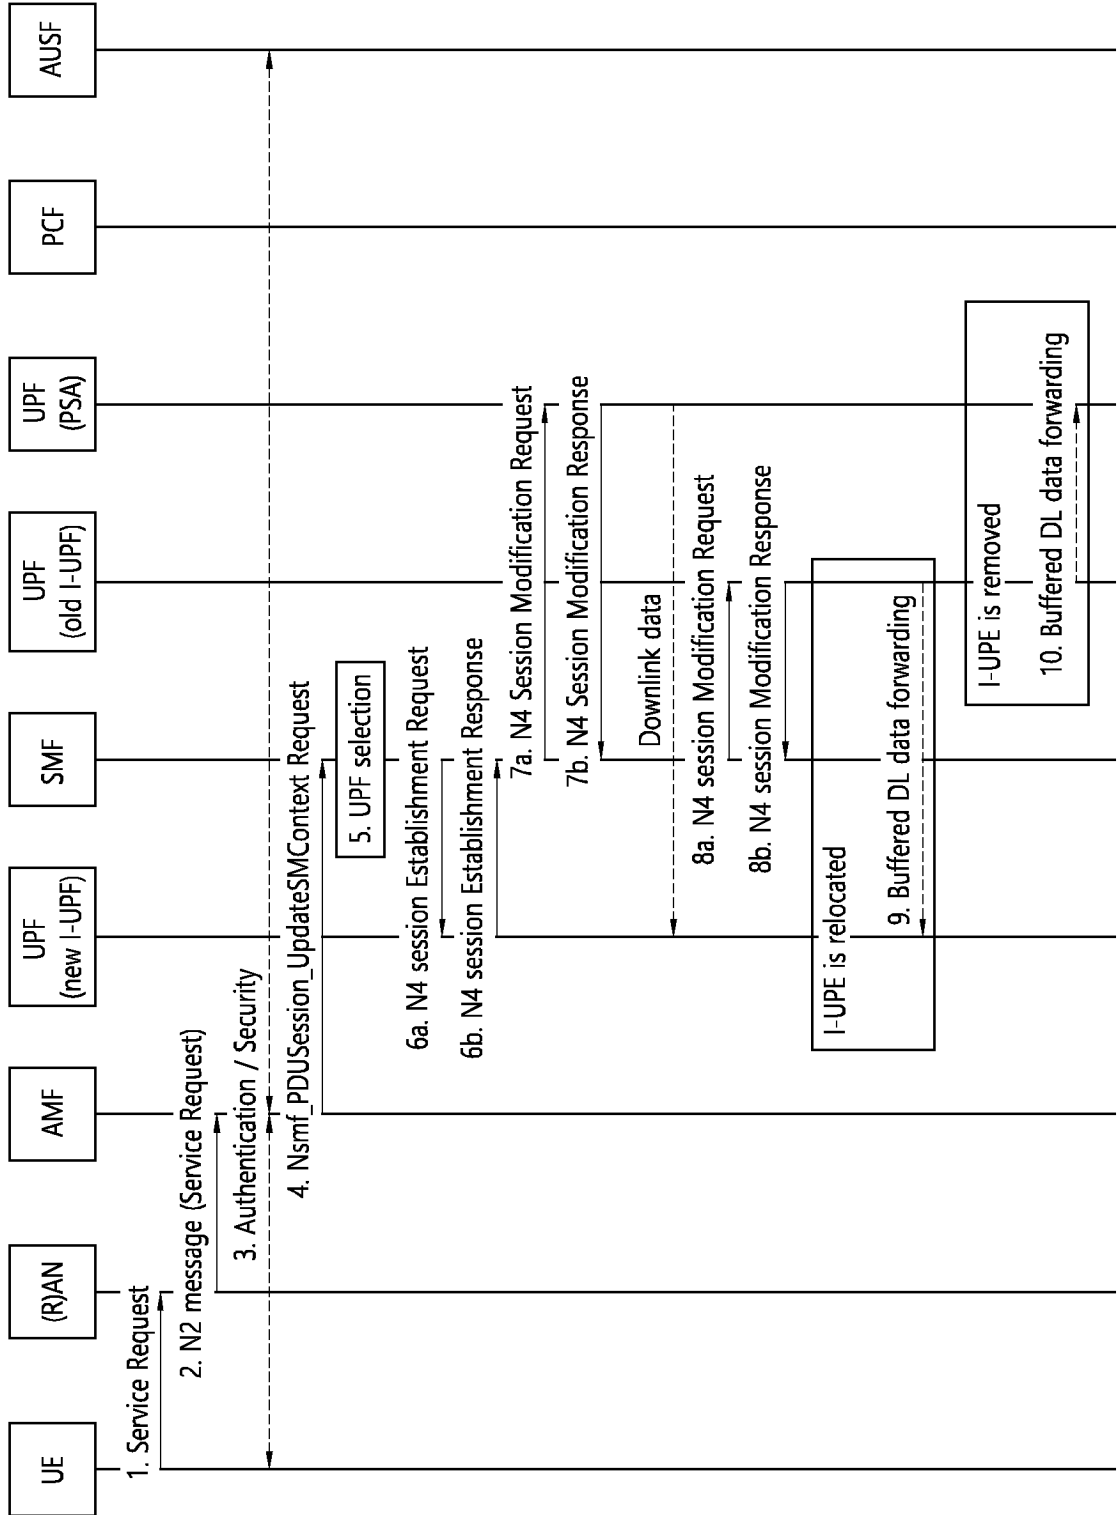 UE
(R)AN
AMF
UPF
(new I-UPF)
SMF
UPF
(old I-UPF)
UPF
(PSA)
PCF
AUSF
1. Service Request
2. N2 message (Service Request)
3. Authentication / Security
4. Nsmf_PDUSession_UpdateSMContext Request
5. UPF selection
6a. N4 session Establishment Request
6b. N4 session Establishment Response
7a. N4 Session Modification Request
7b. N4 Session Modification Response
Downlink data
8a. N4 session Modification Request
8b. N4 session Modification Response
I-UPE is relocated
9. Buffered DL data forwarding
I-UPE is removed
10. Buffered DL data forwarding